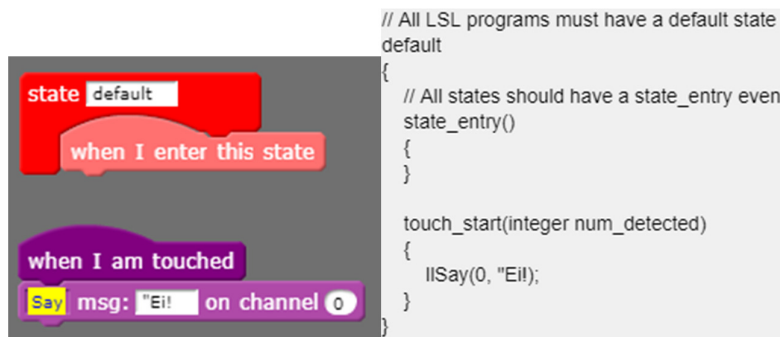 state default
when I enter this state
when I am touched
Say msg: "Ei! on channel 0
// All LSL programs must have a default state
default
{
// All states should have a state_entry even
state_entry()
{
}
touch_start(integer num_detected)
{
llSay(0, "Ei!);
}
}